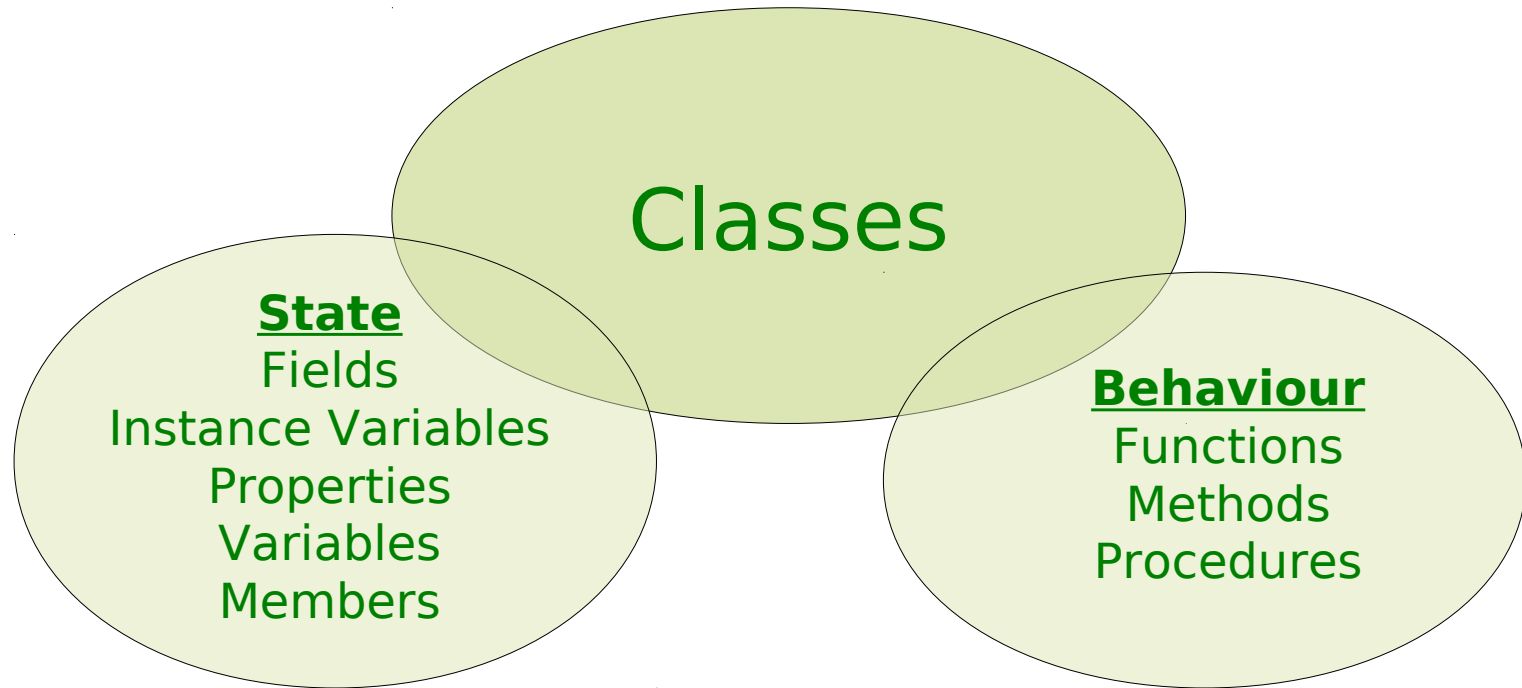 Classes
State
Fields
Instance Variables
Properties
Variables
Members
Behaviour
Functions
Methods
Procedures